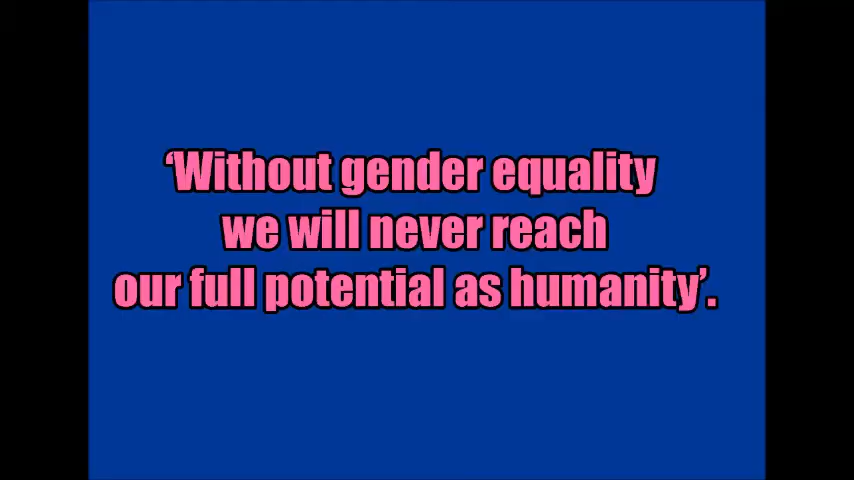 ‘Without gender equality
we will never reach
our full potential as humanity’.